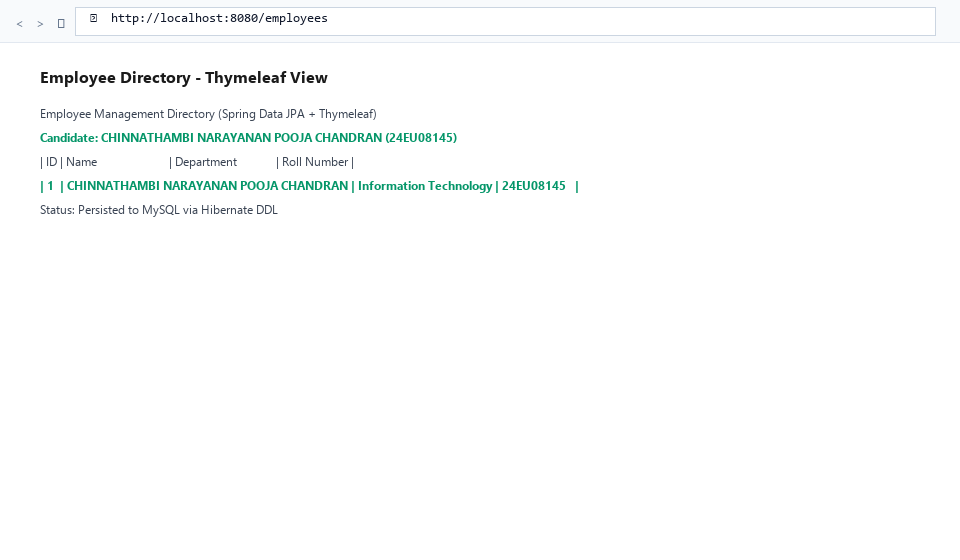 < >
http://localhost:8080/employees
Employee Directory - Thymeleaf View
Employee Management Directory (Spring Data JPA + Thymeleaf)
Candidate: CHINNATHAMBI NARAYANAN POOJA CHANDRAN (24EU08145)
| ID | Name | Department | Roll Number |
| 1 | CHINNATHAMBI NARAYANAN POOJA CHANDRAN | Information Technology | 24EU08145 |
Status: Persisted to MySQL via Hibernate DDL